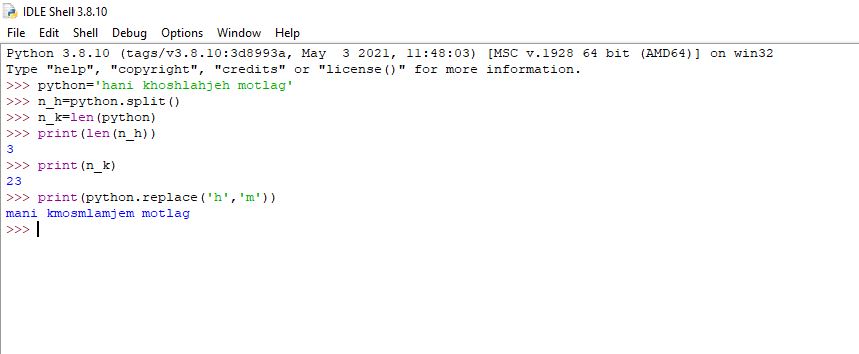 IDLE Shell 3.8.10
File Edit Shell Debug Options Window Help
Python 3.8.10 (tags/v3.8.10:3d8993a, May  3 2021, 11:48:03) [MSC v.1928 64 bit (AMD64)] on win32
Type "help", "copyright", "credits" or "license()" for more information.
>>> python='hani khoshlahjeh motlag'
>>> n_h=python.split()
>>> n_k=len(python)
>>> print(len(n_h))
3
>>> print(n_k)
23
>>> print(python.replace('h','m'))
mani kmosmlamjem motlag
>>>